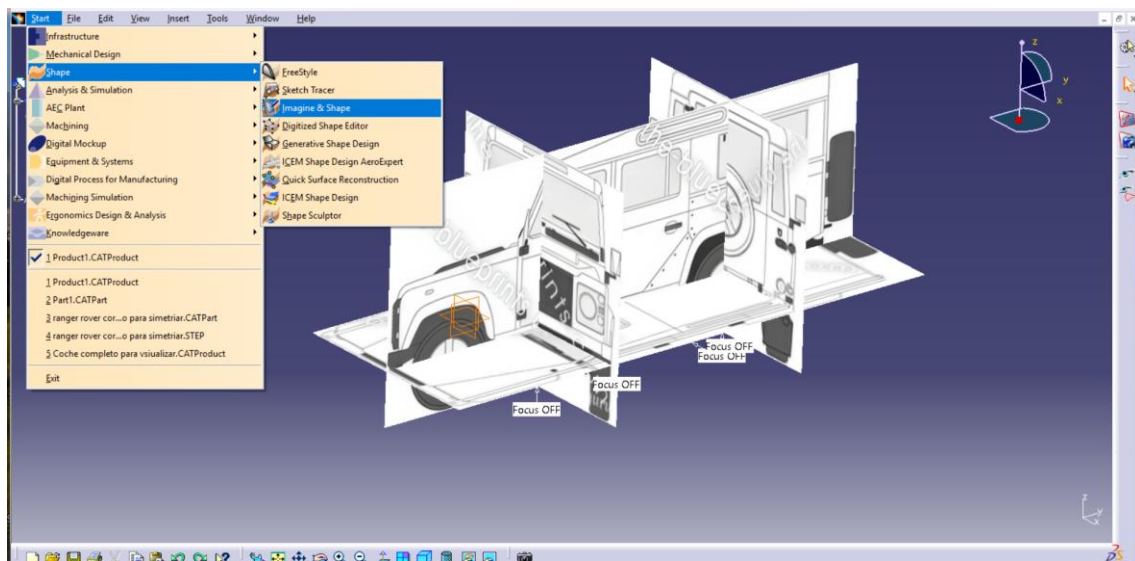 Start File Edit View Insert Tools Window Help
Infrastructure
Mechanical Design
Shape
Analysis & Simulation
AEC Plant
Machining
Digital Mockup
Equipment & Systems
Digital Process for Manufacturing
Machining Simulation
Ergonomics Design & Analysis
Knowledgeware
1 Product1.CATProduct
1 Product1.CATProduct
2 Part1.CATPart
3 ranger rover cor...o para simetriar.CATPart
4 ranger rover cor...o para simetriar.STEP
5 Coche completo para vsiualizar.CATProduct
Exit
FreeStyle
Sketch Tracer
Imagine & Shape
Digitized Shape Editor
Generative Shape Design
ICEM Shape Design AeroExpert
Quick Surface Reconstruction
ICEM Shape Design
Shape Sculptor
z
y
x
Focus OFF
Focus OFF
Focus OFF
Focus OFF
z
y
x